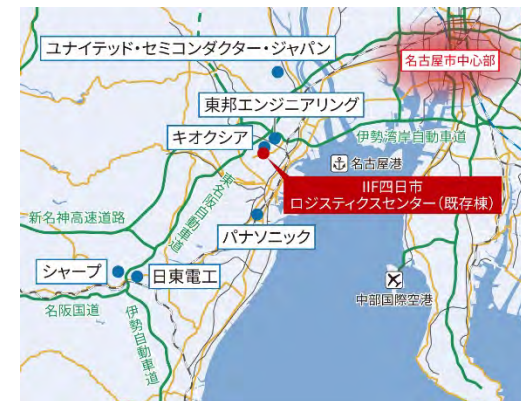 ユナイテッド・セミコンダクター・ジャパン
名古屋市中心部
東邦エンジニアリング
キオクシア
伊勢湾岸自動車道
名古屋港
IIF四日市
ロジスティクスセンター（既存棟）
東名阪自動車道
新名神高速道路
パナソニック
シャープ
日東電工
中部国際空港
名阪国道
伊勢自動車道